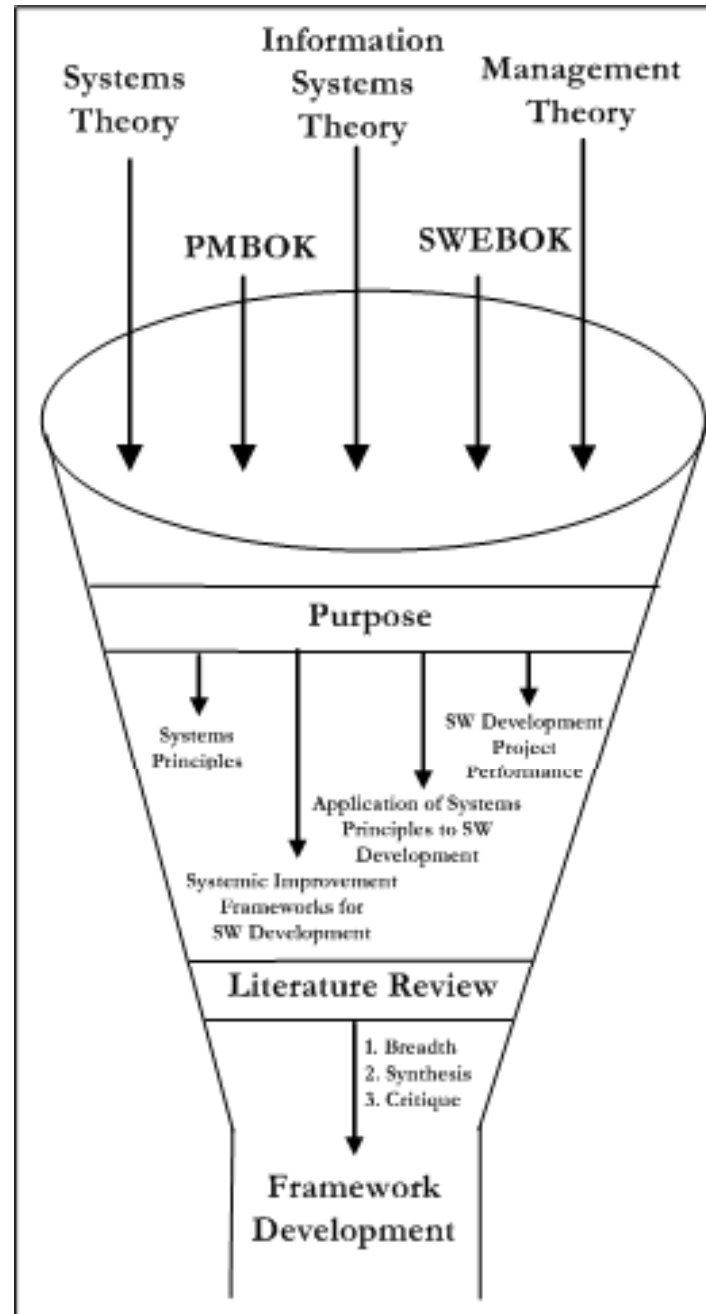 Systems
Theory
Information
Systems
Theory
Management
Theory
PMBOK
SWEBOK
Purpose
Systems
Principles
SW Development
Project
Performance
Application of Systems
Principles to SW
Development
Systemic Improvement
Frameworks for
SW Development
Literature Review
1. Breadth
2. Synthesis
3. Critique
Framework
Development